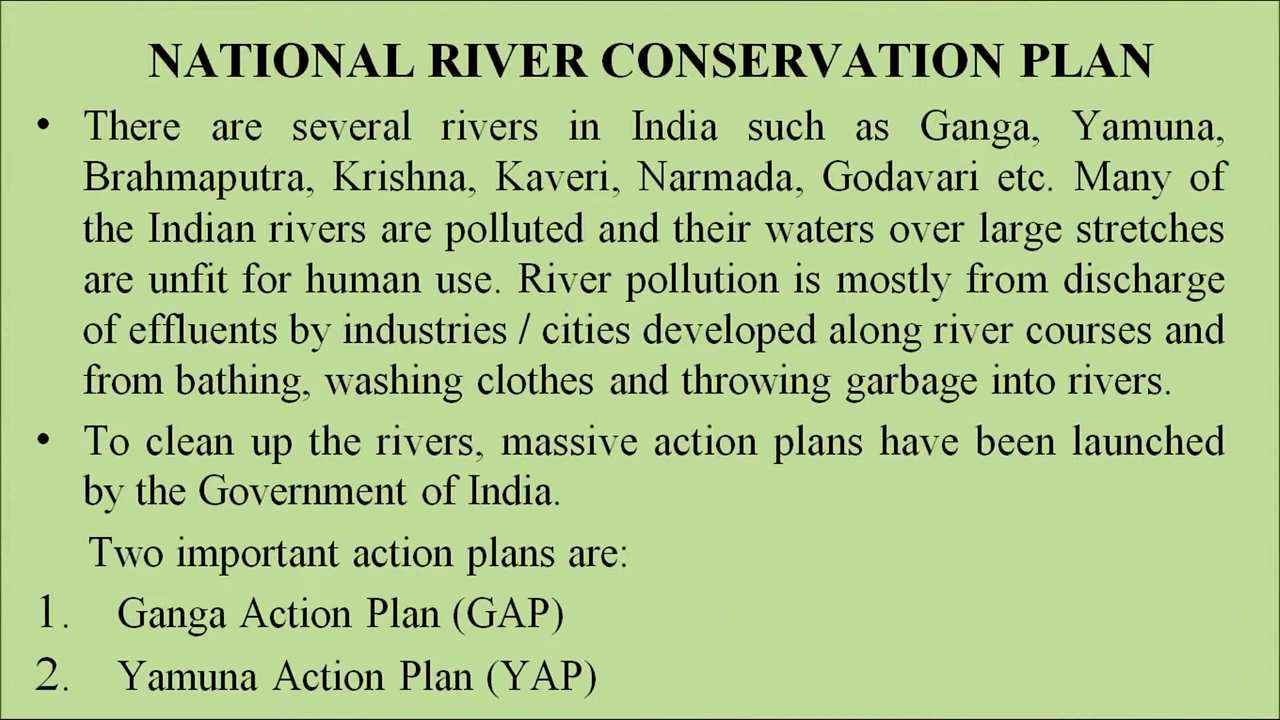 NATIONAL RIVER CONSERVATION PLAN
• There are several rivers in India such as Ganga, Yamuna,
Brahmaputra, Krishna, Kaveri, Narmada, Godavari etc. Many of
the Indian rivers are polluted and their waters over large stretches
are unfit for human use. River pollution is mostly from discharge
of effluents by industries / cities developed along river courses and
from bathing, washing clothes and throwing garbage into rivers.
• To clean up the rivers, massive action plans have been launched
by the Government of India.
Two important action plans are:
1. Ganga Action Plan (GAP)
2. Yamuna Action Plan (YAP)